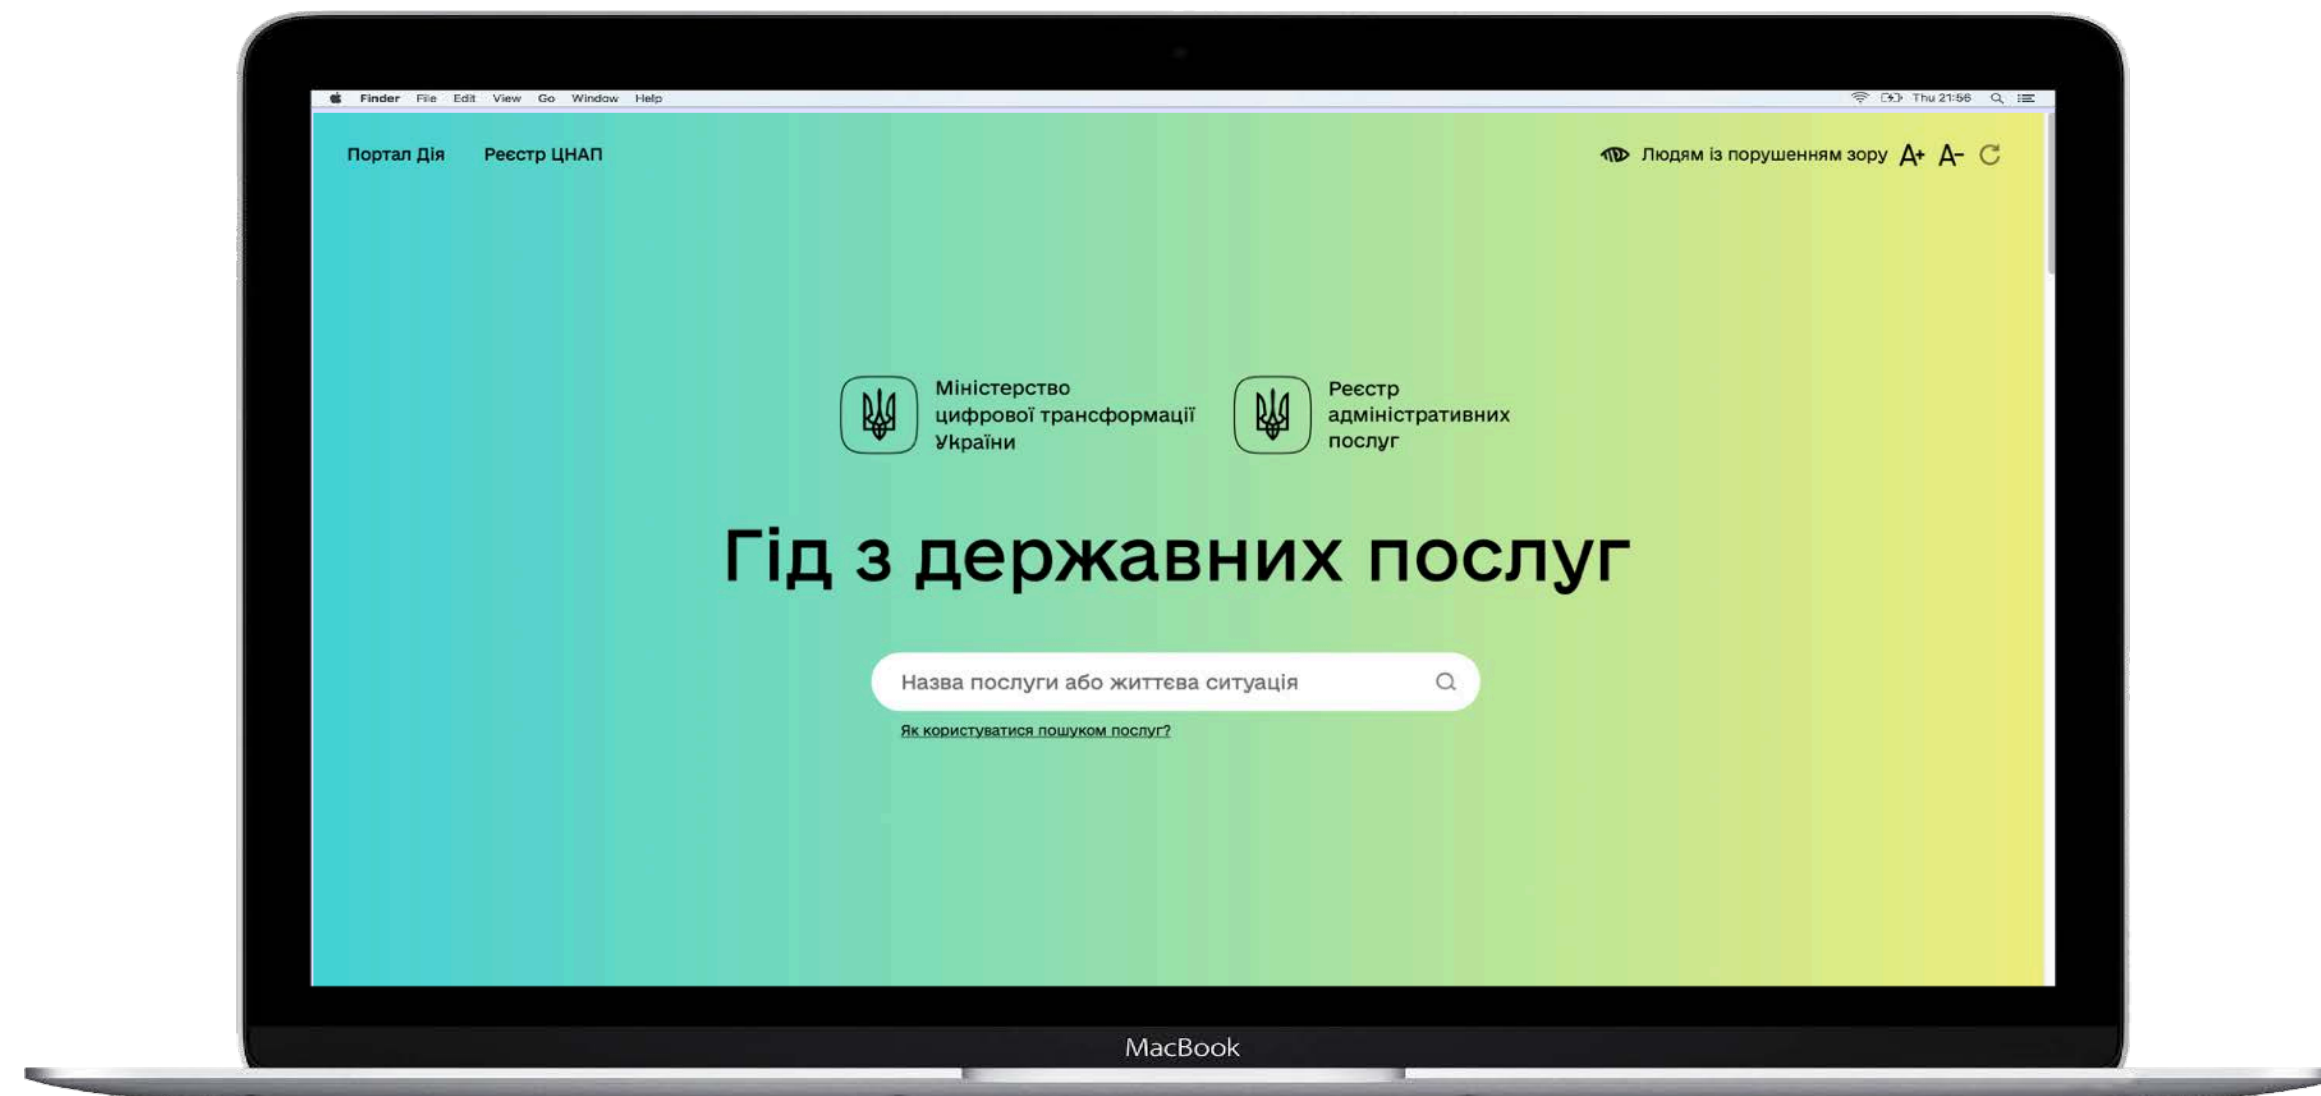 Finder File Edit View Go Window Help Thu 21:56
Портал Дія Реєстр ЦНАП Людям із порушенням зору A+ A-
Міністерство
цифрової трансформації
України
Реєстр
адміністративних
послуг
Гід з державних послуг
Назва послуги або життєва ситуація
Як користуватися пошуком послуг?
MacBook